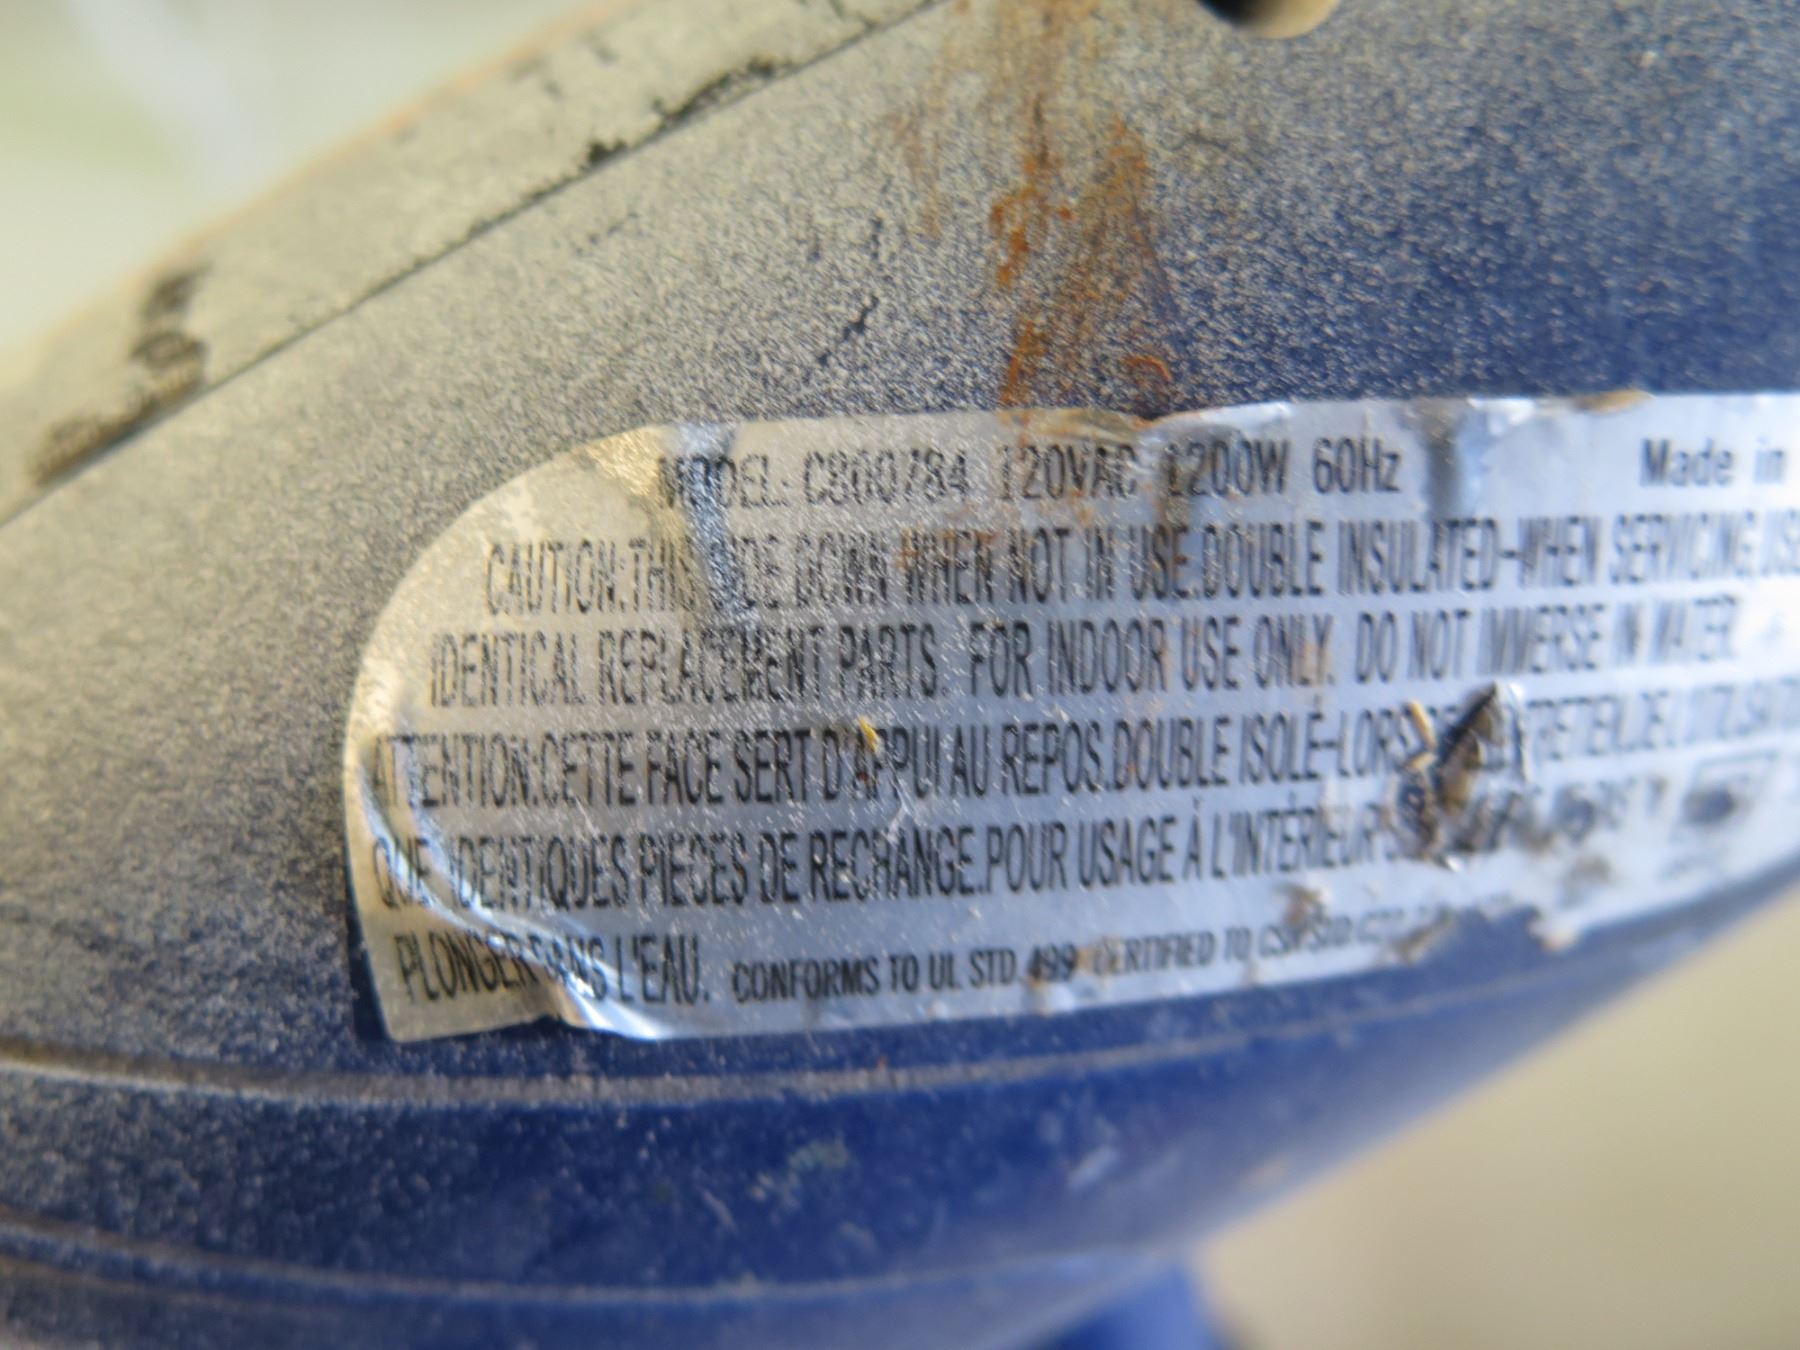 MODEL: C800784 120VAC 1200W 60Hz Made in
CAUTION:THIS SIDE DOWN WHEN NOT IN USE.DOUBLE INSULATED-WHEN SERVICING,USE
IDENTICAL REPLACEMENT PARTS. FOR INDOOR USE ONLY. DO NOT IMMERSE IN WATER
ATTENTION:CETTE FACE SERT D'APPUI AU REPOS.DOUBLE ISOLÉ-LORS
QUE IDENTIQUES PIECES DE RECHANGE.POUR USAGE À L'INTÉRIEUR
PLONGER DANS L'EAU. CONFORMS TO UL STD.499 CERTIFIED TO CSA STD.